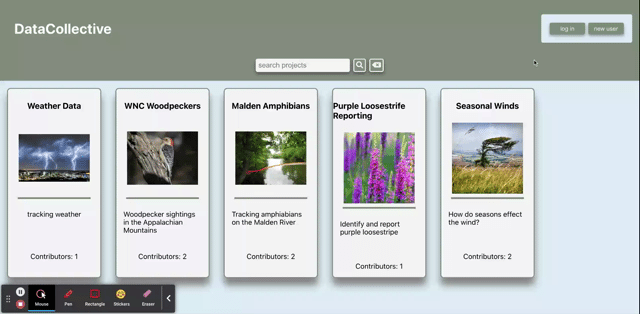 DataCollective
log in
new user
search projects
Weather Data
tracking weather
Contributors: 1
WNC Woodpeckers
Woodpecker sightings
in the Appalachian
Mountains
Contributors: 2
Malden Amphibians
Tracking amphiabians
on the Malden River
Contributors: 2
Purple Loosestrife
Reporting
Identify and report
purple loosestripe
Contributors: 1
Seasonal Winds
How do seasons effect
the wind?
Contributors: 2
Mouse
Pen
Rectangle
Stickers
Eraser